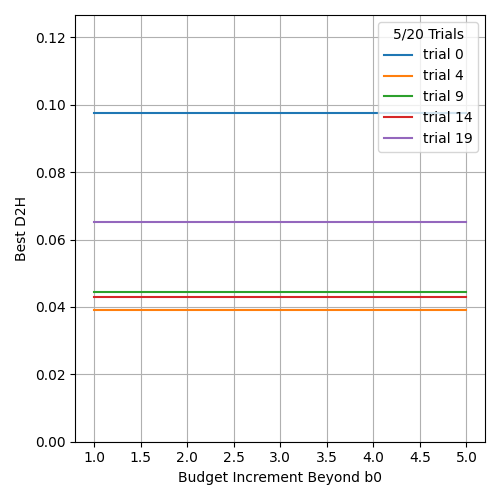 5/20 Trials
trial 0
trial 4
trial 9
trial 14
trial 19
0.12
0.10
0.08
0.06
0.04
0.02
0.00
Best D2H
1.0 1.5 2.0 2.5 3.0 3.5 4.0 4.5 5.0
Budget Increment Beyond b0